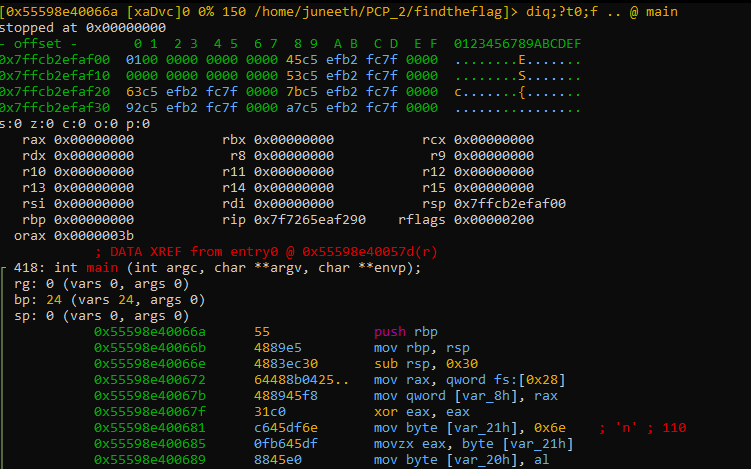 [0x55598e40066a [xaDvc]0 0% 150 /home/juneeth/PCP_2/findtheflag]> diq;?t0;f .. @ main
stopped at 0x00000000
- offset -        0 1  2 3  4 5  6 7  8 9  A B  C D  E F  0123456789ABCDEF
0x7ffcb2efaf00  0100 0000 0000 0000 45c5 efb2 fc7f 0000  ........E.......
0x7ffcb2efaf10  0000 0000 0000 0000 53c5 efb2 fc7f 0000  ........S.......
0x7ffcb2efaf20  63c5 efb2 fc7f 0000 7bc5 efb2 fc7f 0000  c.......{.......
0x7ffcb2efaf30  92c5 efb2 fc7f 0000 a7c5 efb2 fc7f 0000  ................
s:0 z:0 c:0 o:0 p:0
rax 0x00000000 rbx 0x00000000 rcx 0x00000000
rdx 0x00000000 r8 0x00000000 r9 0x00000000
r10 0x00000000 r11 0x00000000 r12 0x00000000
r13 0x00000000 r14 0x00000000 r15 0x00000000
rsi 0x00000000 rdi 0x00000000 rsp 0x7ffcb2efaf00
rbp 0x00000000 rip 0x7f7265eaf290 rflags 0x00000200
orax 0x0000003b
; DATA XREF from entry0 @ 0x55598e40057d(r)
418: int main (int argc, char **argv, char **envp);
rg: 0 (vars 0, args 0)
bp: 24 (vars 24, args 0)
sp: 0 (vars 0, args 0)
0x55598e40066a 55 push rbp
0x55598e40066b 4889e5 mov rbp, rsp
0x55598e40066e 4883ec30 sub rsp, 0x30
0x55598e400672 64488b0425.. mov rax, qword fs:[0x28]
0x55598e40067b 488945f8 mov qword [var_8h], rax
0x55598e40067f 31c0 xor eax, eax
0x55598e400681 c645df6e mov byte [var_21h], 0x6e ; 'n' ; 110
0x55598e400685 0fb645df movzx eax, byte [var_21h]
0x55598e400689 8845e0 mov byte [var_20h], al